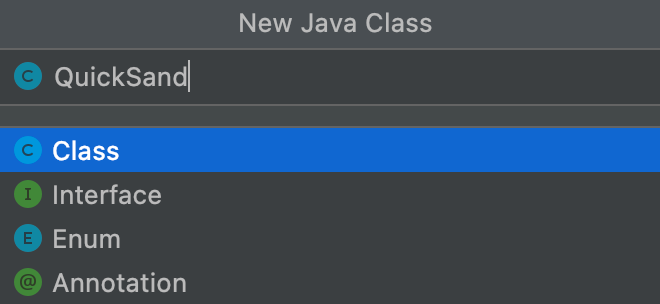 New Java Class
C QuickSand
C Class
I Interface
E Enum
@ Annotation